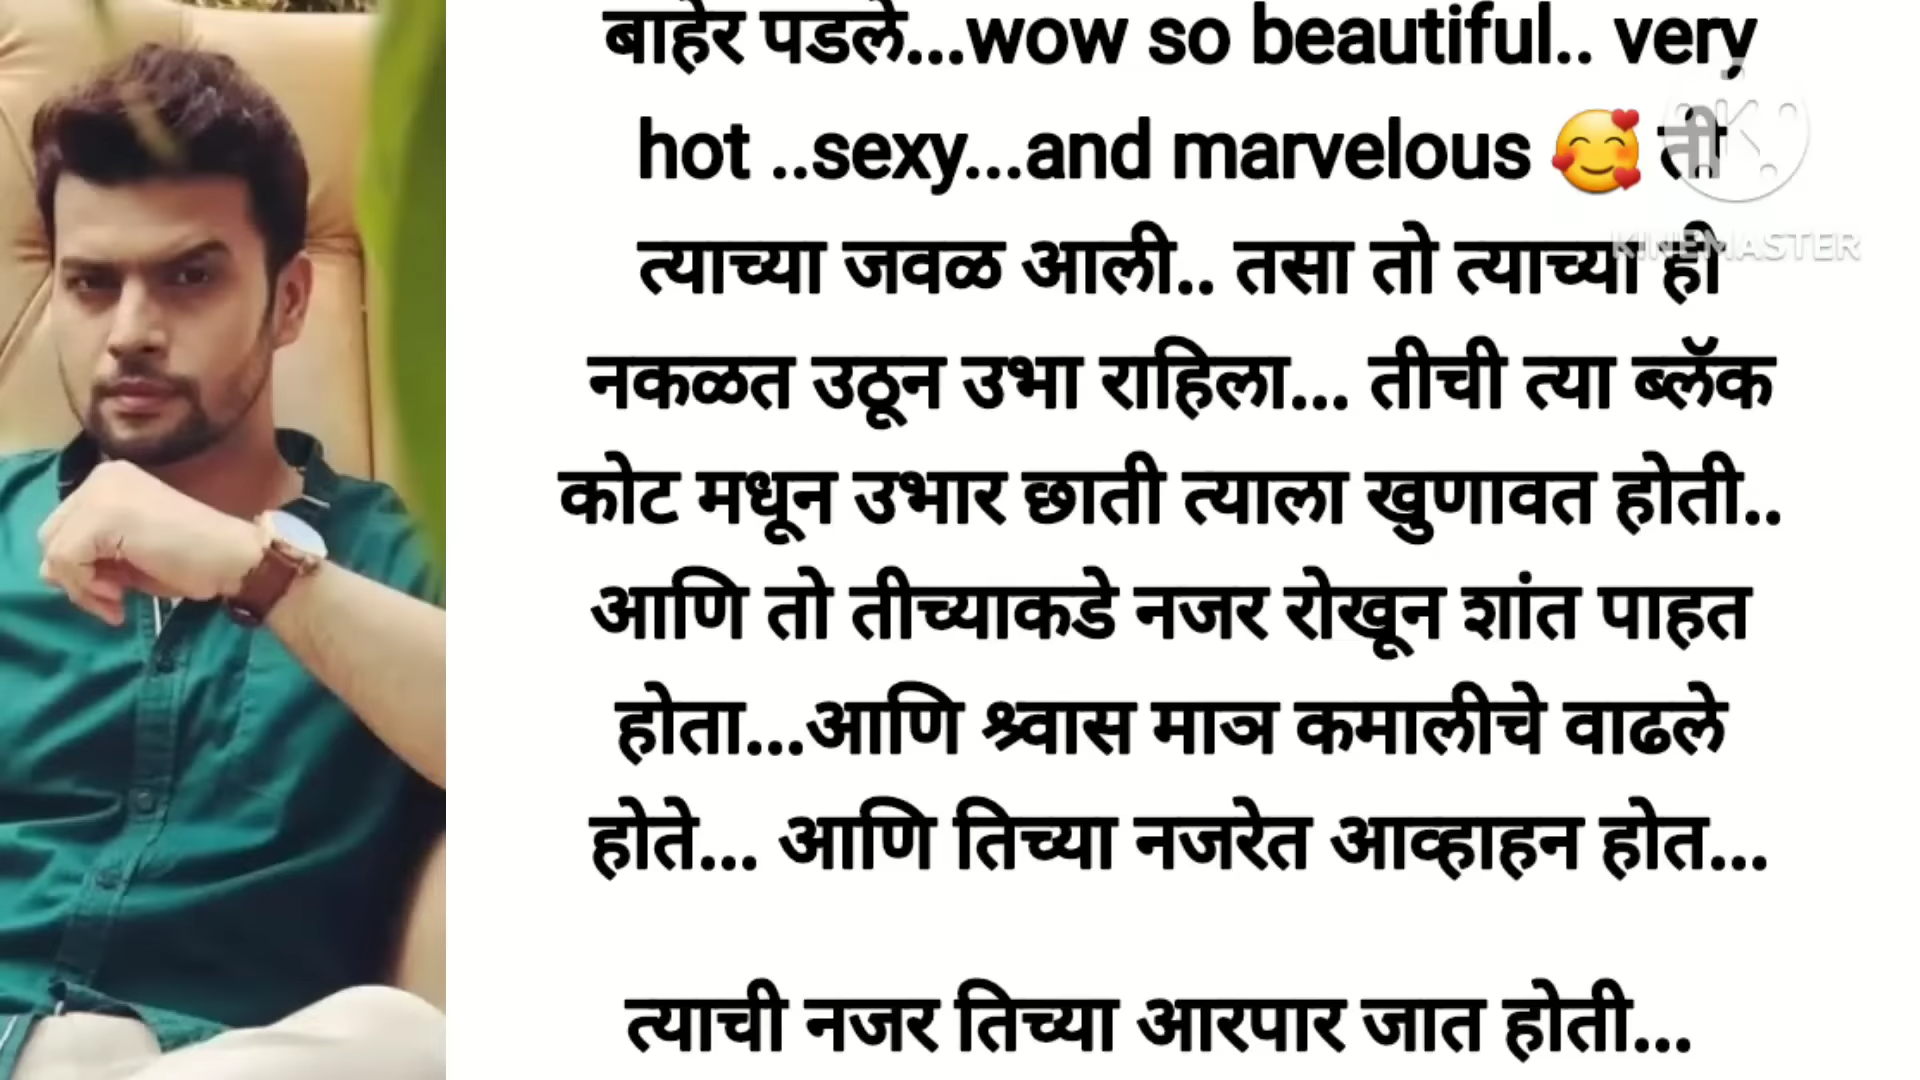 बाहेर पडले...wow so beautiful.. very
hot ..sexy...and marvelous 🥰 ती
त्याच्या जवळ आली.. तसा तो त्याच्या ही
नकळत उठून उभा राहिला... तीची त्या ब्लॅक
कोट मधून उभार छाती त्याला खुणावत होती..
आणि तो तीच्याकडे नजर रोखून शांत पाहत
होता...आणि श्र्वास माञ कमालीचे वाढले
होते... आणि तिच्या नजरेत आव्हाहन होत...
त्याची नजर तिच्या आरपार जात होती...
KINEMASTER